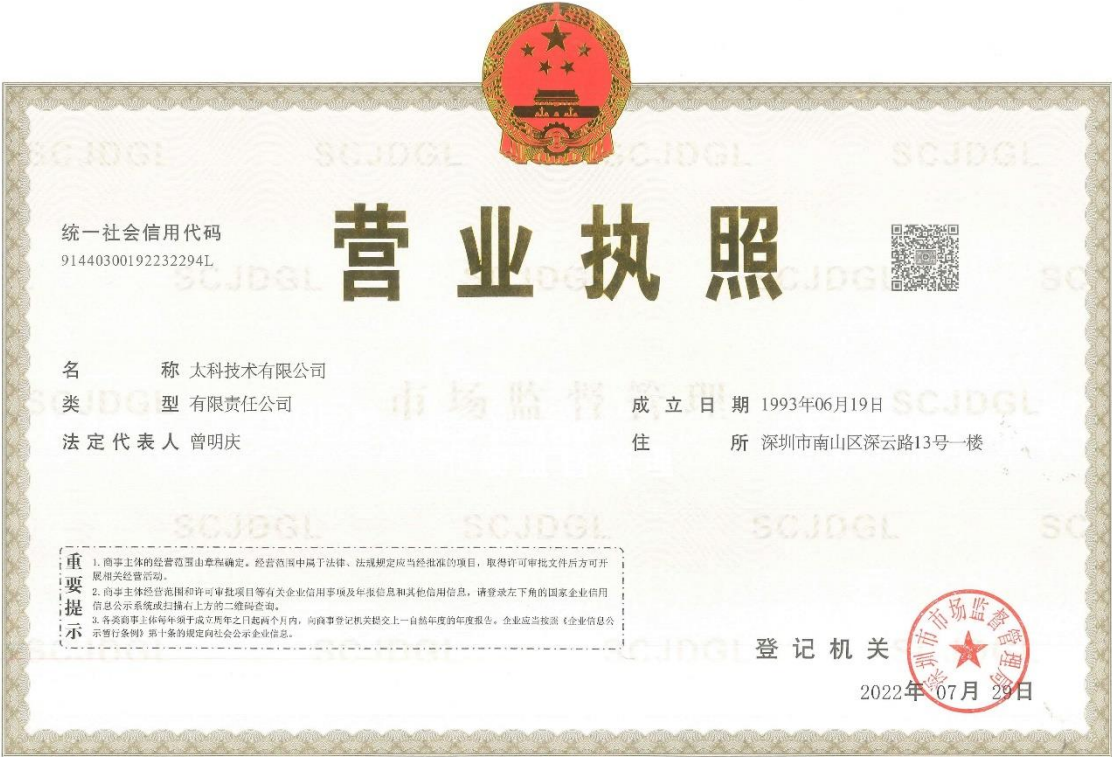 营业执照
统一社会信用代码
91440300192232294L
名称 太科技术有限公司
类型 有限责任公司
成立日期 1993年06月19日
法定代表人 曾明庆
住所 深圳市南山区深云路13号一楼
市场监督管理
SCJDGL
重要提示
1.商事主体的经营范围由章程确定。经营范围中属于法律、法规规定应当经批准的项目,取得许可审批文件后方可开
展相关经营活动。
2.商事主体经营范围和许可审批项目等有关企业信用事项及年报信息和其他信用信息,请登录左下角的国家企业信用
信息公示系统或扫描右上方的二维码查询。
3.各类商事主体每年须于成立周年之日起两个月内,向商事登记机关提交上一自然年度的年度报告。企业应当按照《企业信息公
示暂行条例》第十条的规定向社会公示企业信息。
登记机关
深圳市市场监督管理局
2022年07月29日